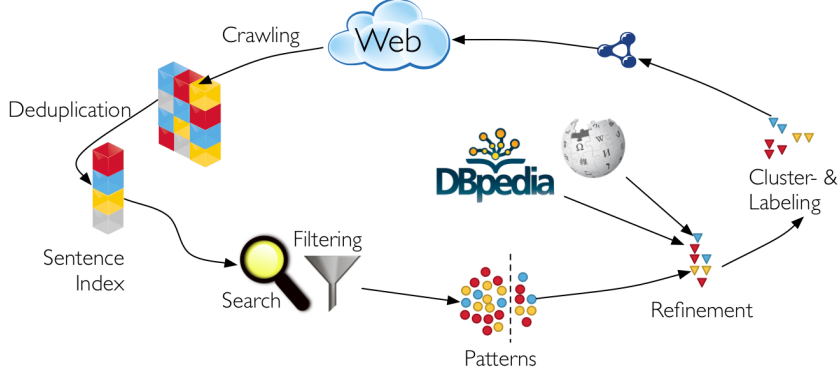 Crawling
Web
Deduplication
DBpedia
Cluster- &
Labeling
Filtering
Sentence
Index
Search
Refinement
Patterns